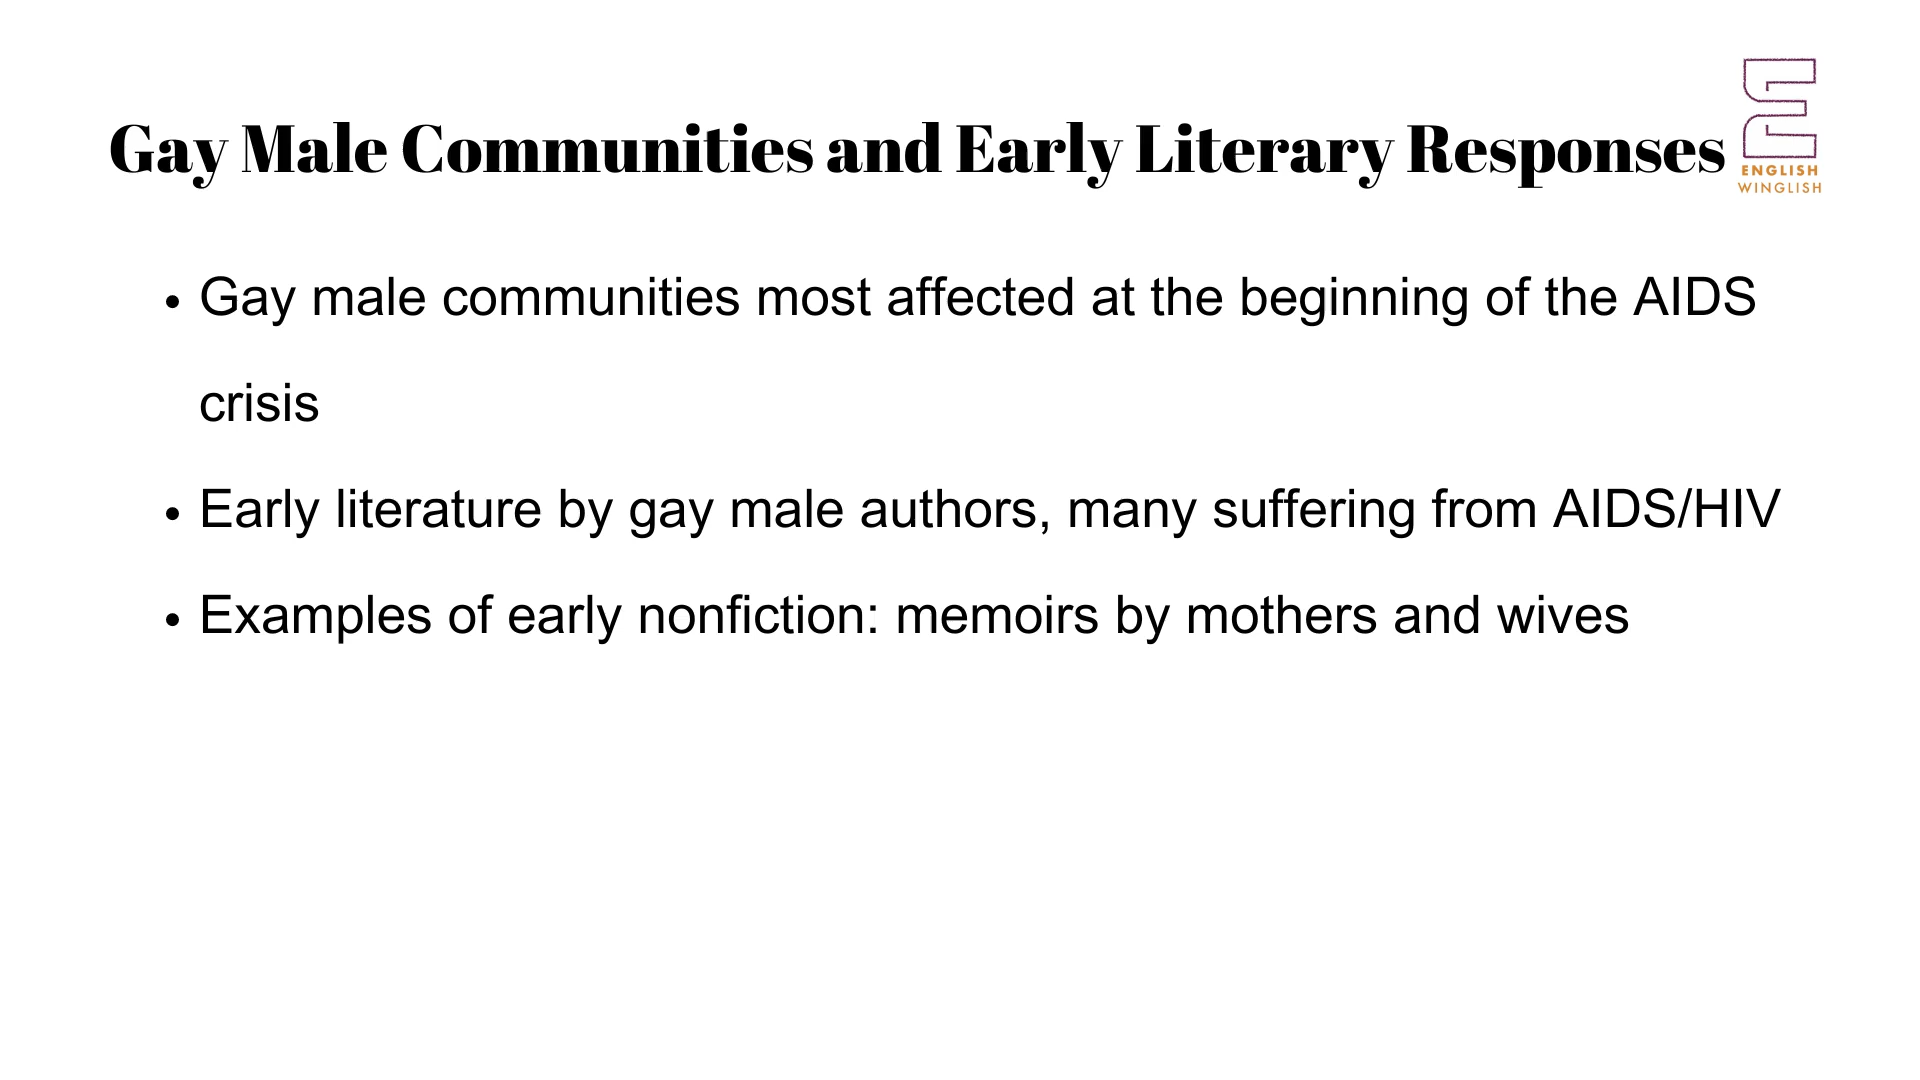 Gay Male Communities and Early Literary Responses
ENGLISH
WINGLISH
• Gay male communities most affected at the beginning of the AIDS
crisis
• Early literature by gay male authors, many suffering from AIDS/HIV
• Examples of early nonfiction: memoirs by mothers and wives